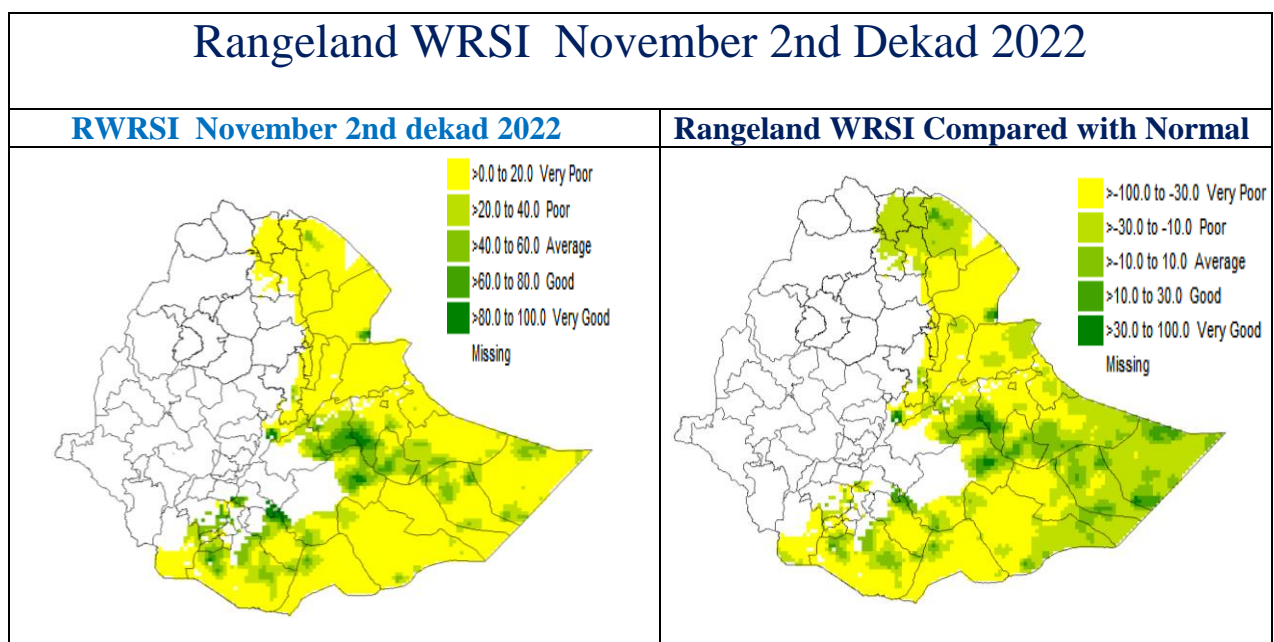 Rangeland WRSI November 2nd Dekad 2022
RWRSI November 2nd dekad 2022
>0.0 to 20.0 Very Poor
>20.0 to 40.0 Poor
>40.0 to 60.0 Average
>60.0 to 80.0 Good
>80.0 to 100.0 Very Good
Missing
Rangeland WRSI Compared with Normal
>-100.0 to -30.0 Very Poor
>-30.0 to -10.0 Poor
>-10.0 to 10.0 Average
>10.0 to 30.0 Good
>30.0 to 100.0 Very Good
Missing